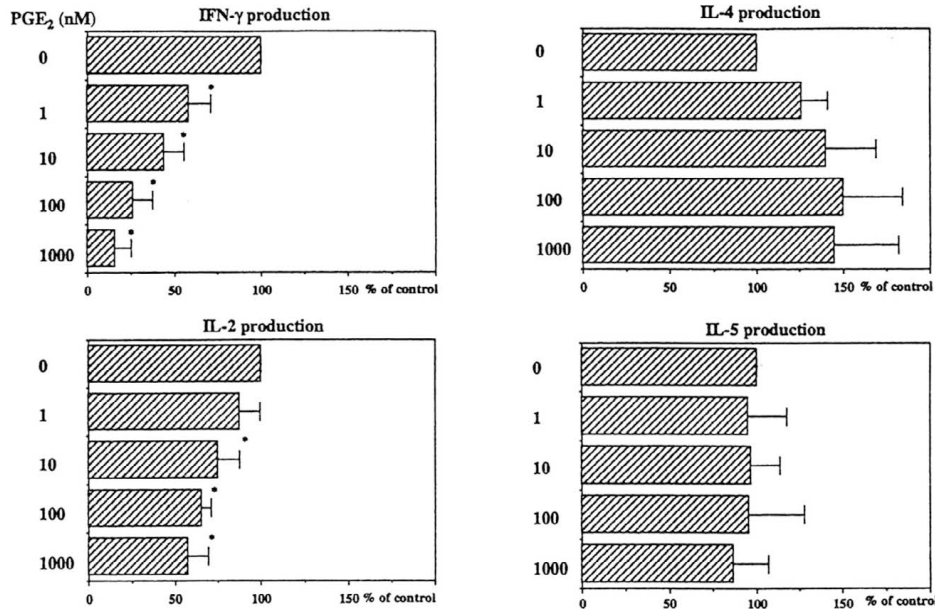 PGE₂ (nM)
IFN-γ production
0
1
10
100
1000
0 50 100 150 % of control
IL-4 production
0
1
10
100
1000
0 50 100 150 % of control
IL-2 production
0
1
10
100
1000
0 50 100 150 % of control
IL-5 production
0
1
10
100
1000
0 50 100 150 % of control